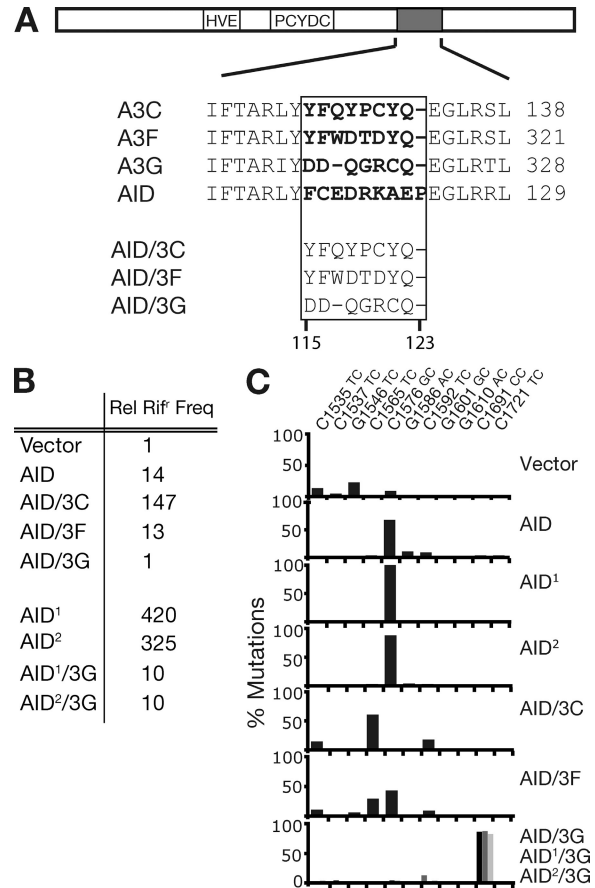 A
HVE PCYDC
A3C IFTARLYYFQYPCYQ-EGLRSL 138
A3F IFTARLYYFWDTDYQ-EGLRSL 321
A3G IFTARIYDD-QGRCQ-EGLRTL 328
AID IFTARLYFCEDRKAEPEGLRRL 129
AID/3C YFQYPCYQ-
AID/3F YFWDTDYQ-
AID/3G DD-QGRCQ-
115 123
B
Rel Rifr Freq
Vector 1
AID 14
AID/3C 147
AID/3F 13
AID/3G 1
AID1 420
AID2 325
AID1/3G 10
AID2/3G 10
C
C1535 TC
C1537 TC
G1546 TC
C1565 TC
C1576 GC
G1586 AC
C1592 TC
G1601 GC
G1610 AC
C1691 CC
C1721 TC
% Mutations
100
50
Vector
100
50
AID
100
50
AID1
100
50
AID2
100
50
AID/3C
100
50
AID/3F
100
50
0
AID/3G
AID1/3G
AID2/3G